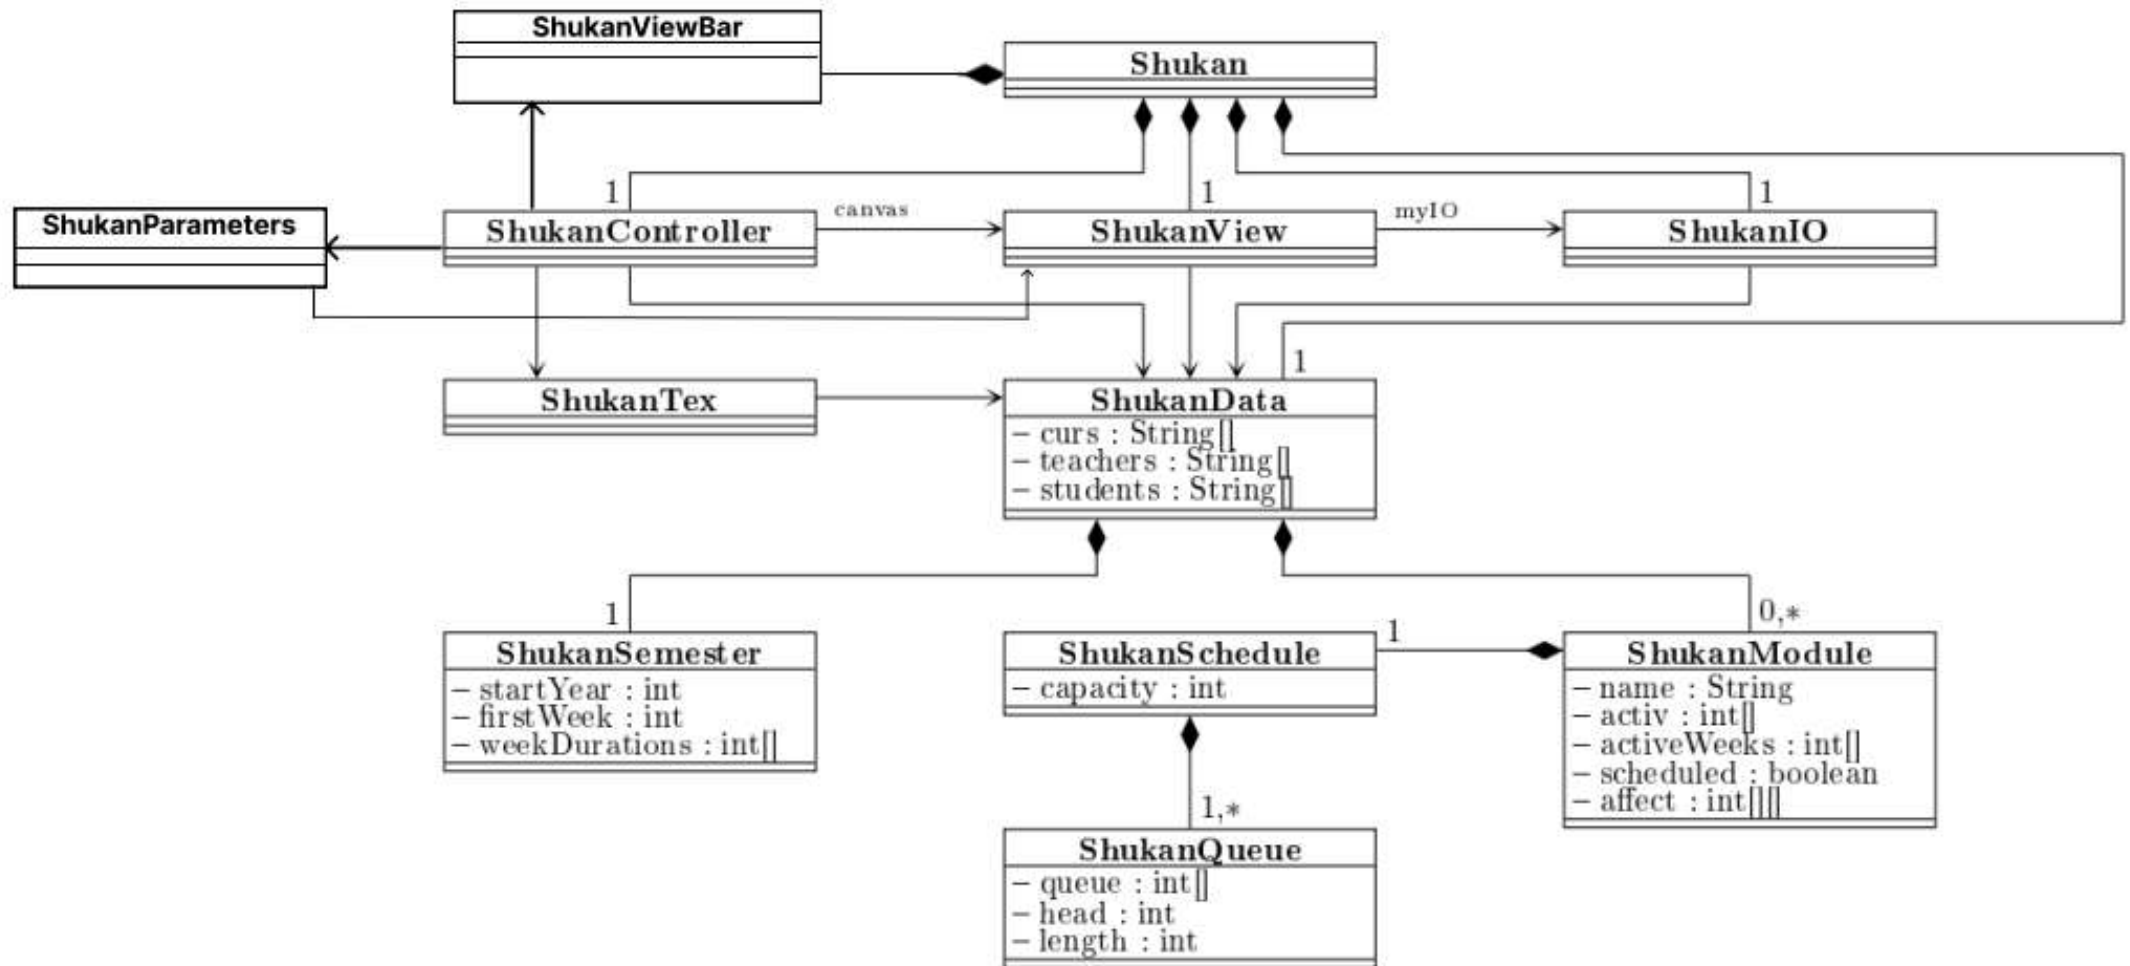 ShukanViewBar
Shukan
1
1
1
ShukanParameters
ShukanController
canvas
ShukanView
myIO
ShukanIO
1
ShukanTex
ShukanData
– curs : String[]
– teachers : String[]
– students : String[]
1
0,*
ShukanSemester
– startYear : int
– firstWeek : int
– weekDurations : int[]
ShukanSchedule
– capacity : int
1
ShukanModule
– name : String
– activ : int[]
– activeWeeks : int[]
– scheduled : boolean
– affect : int[][]
1,*
ShukanQueue
– queue : int[]
– head : int
– length : int